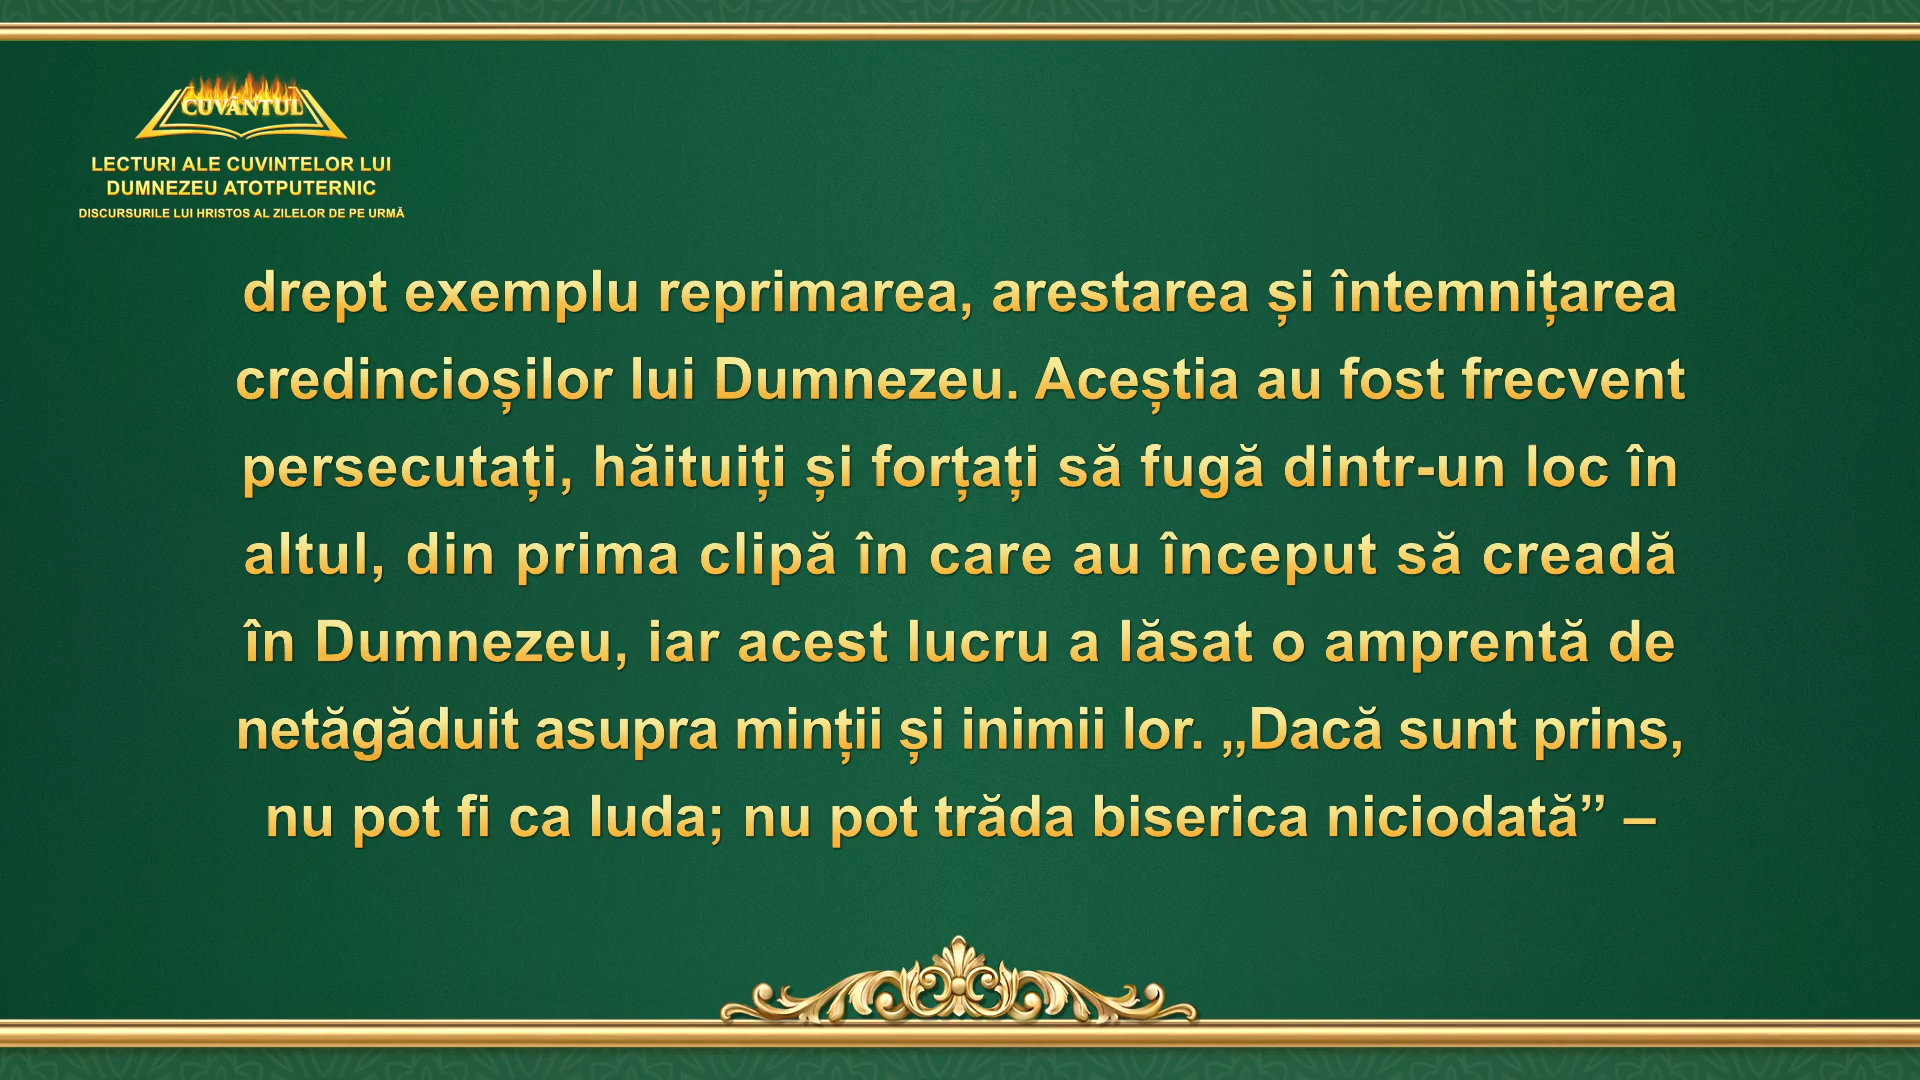 CUVÂNTUL
LECTURI ALE CUVINTELOR LUI
DUMNEZEU ATOTPUTERNIC
DISCURSURILE LUI HRISTOS AL ZILELOR DE PE URMĂ
drept exemplu reprimarea, arestarea și întemnițarea
credincioșilor lui Dumnezeu. Aceștia au fost frecvent
persecutați, hăituiți și forțați să fugă dintr-un loc în
altul, din prima clipă în care au început să creadă
în Dumnezeu, iar acest lucru a lăsat o amprentă de
netăgăduit asupra minții și inimii lor. „Dacă sunt prins,
nu pot fi ca Iuda; nu pot trăda biserica niciodată” –